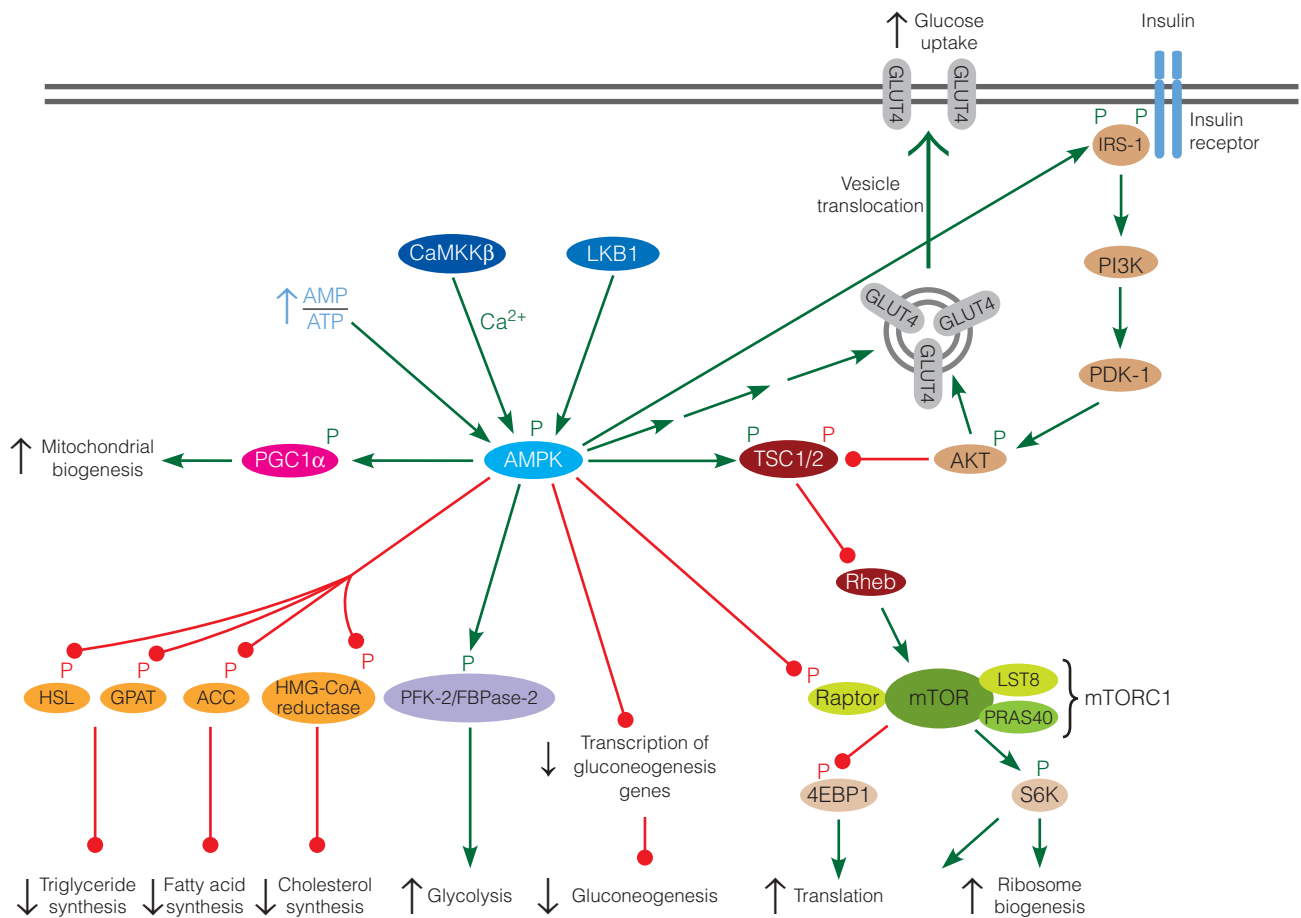 ↑ Glucose
uptake
Insulin
GLUT4
GLUT4
P P
IRS-1
Insulin
receptor
Vesicle
translocation
CaMKKβ
LKB1
PI3K
↑ AMP
ATP
Ca2+
GLUT4
GLUT4
GLUT4
PDK-1
↑ Mitochondrial
biogenesis
P
PGC1α
P
AMPK
P P
TSC1/2
P
AKT
Rheb
P
HSL
P
GPAT
P
ACC
P
HMG-CoA
reductase
P
PFK-2/FBPase-2
↓ Transcription of
gluconeogenesis
genes
P
Raptor
mTOR
LST8
PRAS40
mTORC1
P
4EBP1
P
S6K
↓ Triglyceride
synthesis
↓ Fatty acid
synthesis
↓ Cholesterol
synthesis
↑ Glycolysis
↓ Gluconeogenesis
↑ Translation
↑ Ribosome
biogenesis